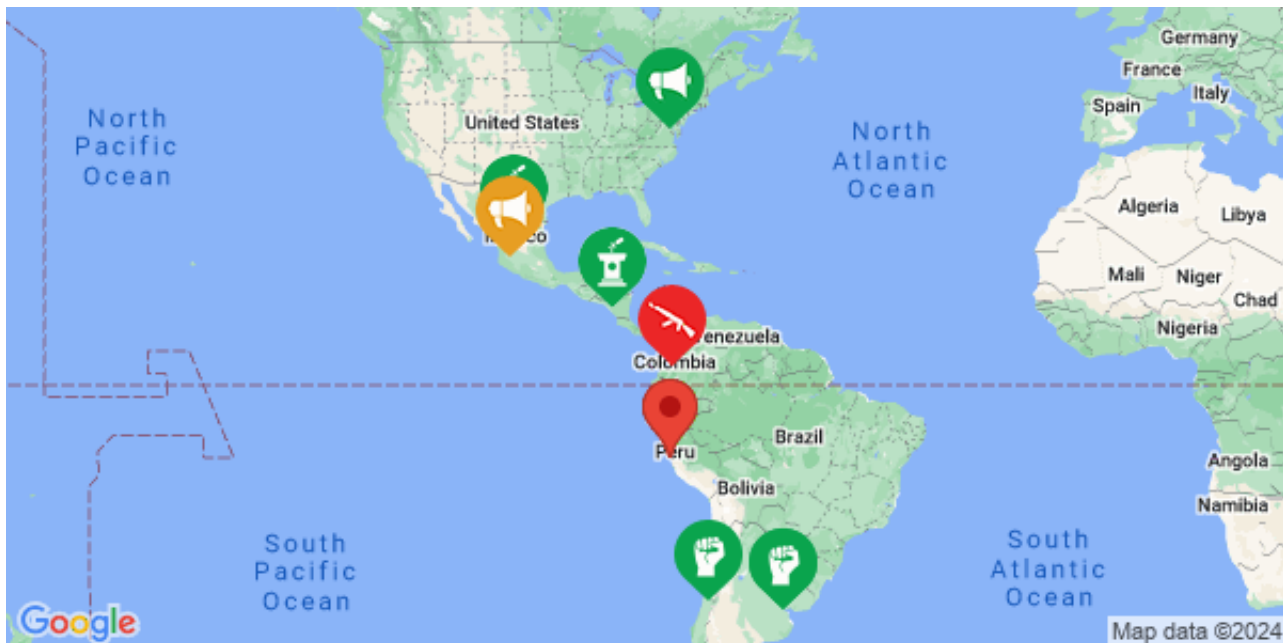 Germany
France
Italy
Spain
North
Pacific
Ocean
United States
North
Atlantic
Ocean
Algeria
Libya
Mali
Niger
Chad
Nigeria
enezuela
Colombia
Peru
Brazil
Bolivia
Angola
Namibia
South
Pacific
Ocean
South
Atlantic
Ocean
Google
Map data ©2024